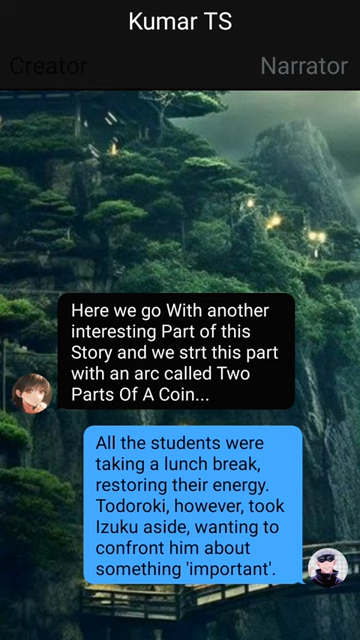 Kumar TS
Creator
Narrator
Here we go With another
interesting Part of this
Story and we strt this part
with an arc called Two
Parts Of A Coin...
All the students were
taking a lunch break,
restoring their energy.
Todoroki, however, took
Izuku aside, wanting to
confront him about
something 'important'.